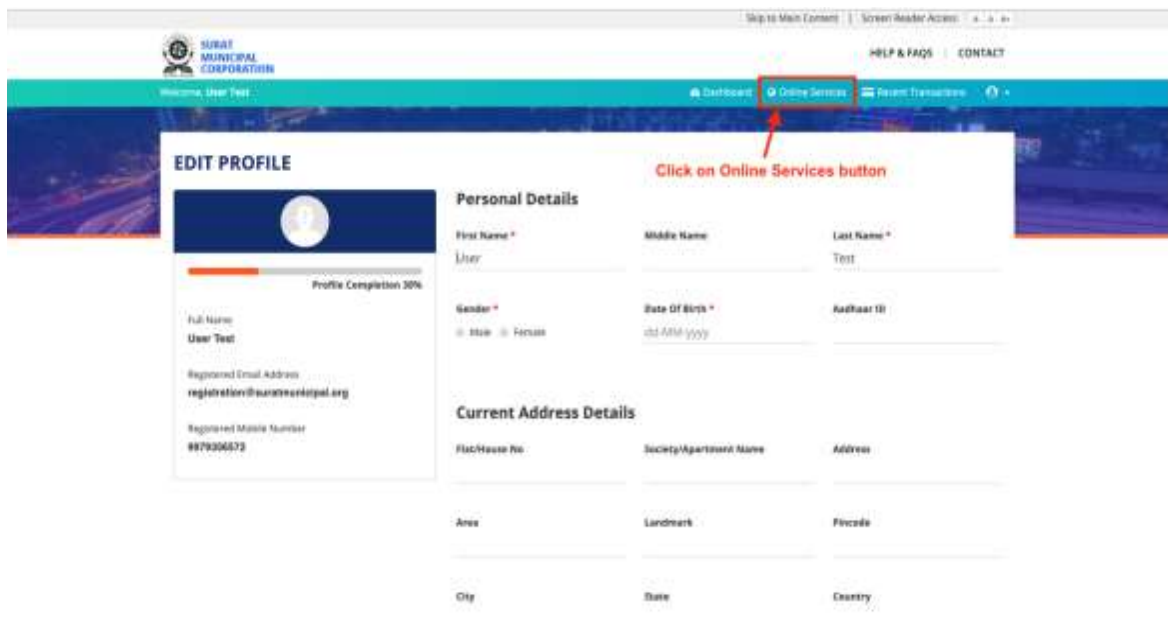 Skip to Main Content | Screen Reader Access
SURAT
MUNICIPAL
CORPORATION
HELP & FAQS | CONTACT
Welcome, User Test
Dashboard Online Services Recent Transactions
EDIT PROFILE
Click on Online Services button
Personal Details
First Name * Middle Name Last Name *
User Test
Profile Completion 30%
Gender * Date Of Birth * Aadhaar ID
Male Female dd-MM-yyyy
Full Name
User Test
Registered Email Address
registration@suratmunicipal.org
Current Address Details
Registered Mobile Number
Flat/House No Society/Apartment Name Address
Area Landmark Pincode
City State Country